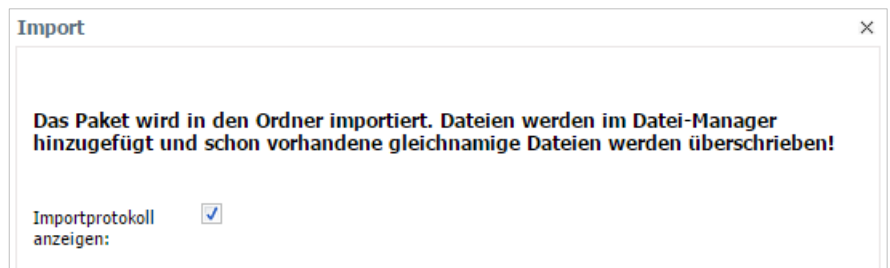 Import
Das Paket wird in den Ordner importiert. Dateien werden im Datei-Manager
hinzugefügt und schon vorhandene gleichnamige Dateien werden überschrieben!
Importprotokoll
anzeigen: